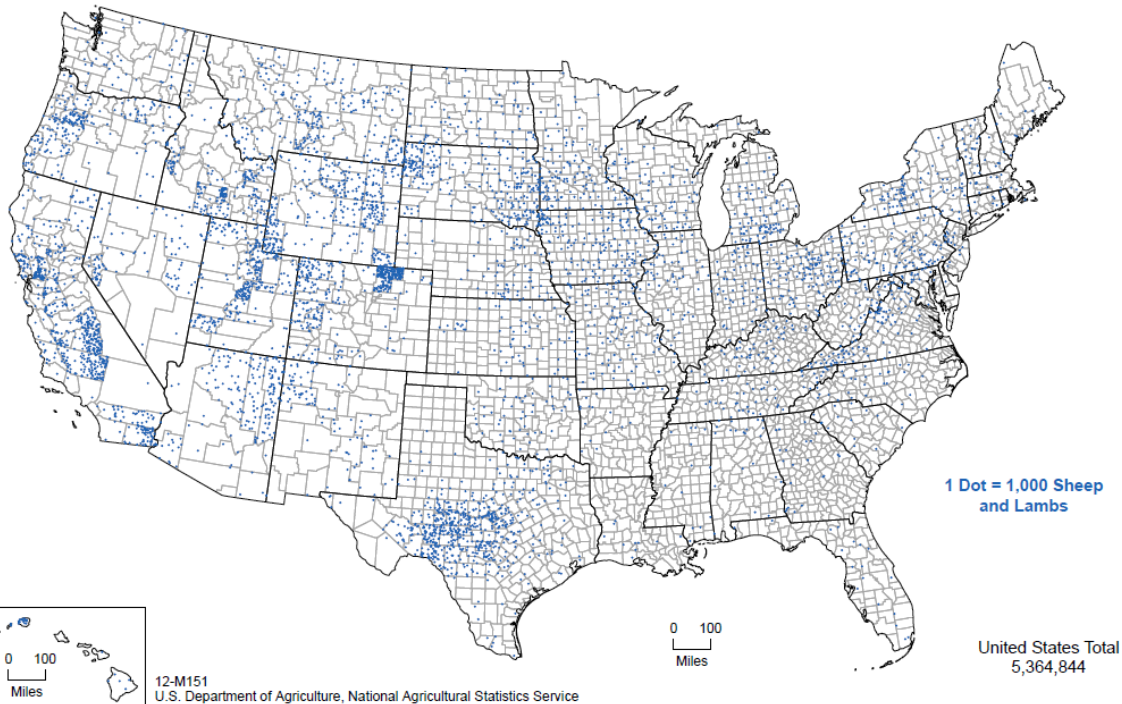 1 Dot = 1,000 Sheep
and Lambs
0 100
Miles
United States Total
5,364,844
0 100
Miles
12-M151
U.S. Department of Agriculture, National Agricultural Statistics Service